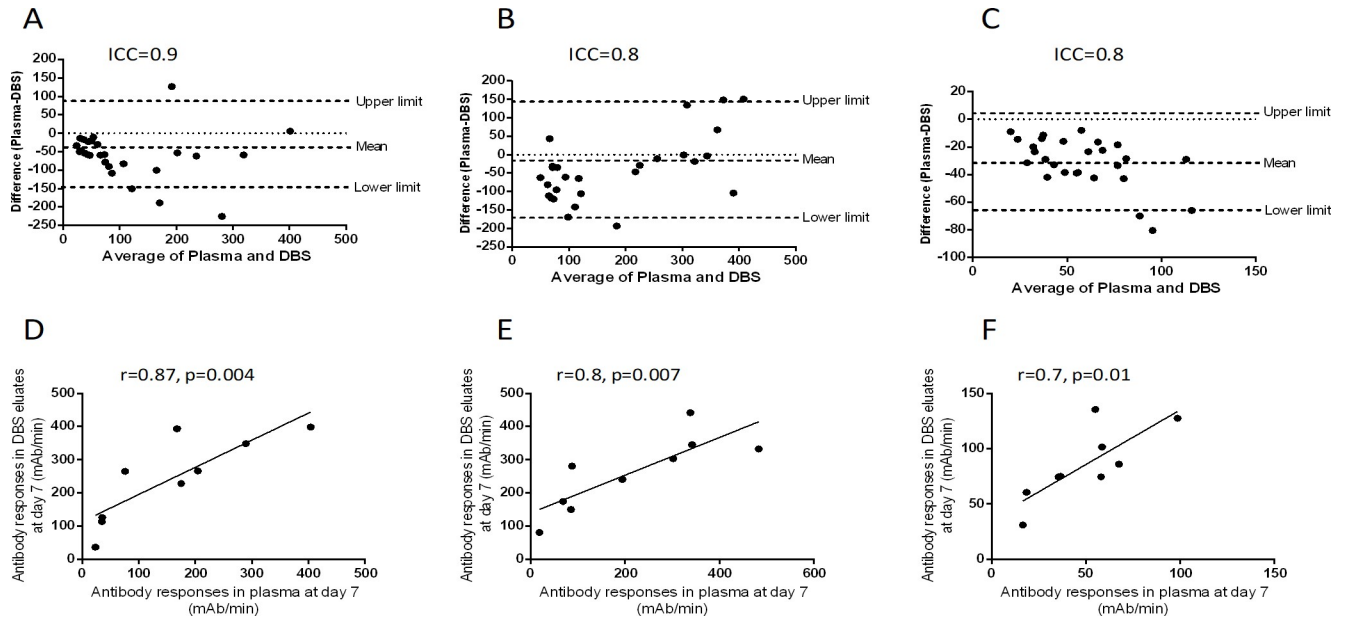 A
ICC=0.9
Difference (Plasma-DBS)
200
150
100
50
0
-50
-100
-150
-200
-250
Upper limit
Mean
Lower limit
0
100
200
300
400
500
Average of Plasma and DBS
B
ICC=0.8
Difference (Plasma-DBS)
200
150
100
50
0
-50
-100
-150
-200
-250
Upper limit
Mean
Lower limit
0
100
200
300
400
500
Average of Plasma and DBS
C
ICC=0.8
Difference (Plasma-DBS)
20
0
-20
-40
-60
-80
-100
Upper limit
Mean
Lower limit
0
50
100
150
Average of Plasma and DBS
D
r=0.87, p=0.004
Antibody responses in DBS eluates
at day 7 (mAb/min)
500
400
300
200
100
0
0
100
200
300
400
500
Antibody responses in plasma at day 7
(mAb/min)
E
r=0.8, p=0.007
Antibody responses in DBS eluates
at day 7 (mAb/min)
500
400
300
200
100
0
0
200
400
600
Antibody responses in plasma at day 7
(mAb/min)
F
r=0.7, p=0.01
Antibody responses in DBS eluates
at day 7 (mAb/min)
150
100
50
0
0
50
100
150
Antibody responses in plasma at day 7
(mAb/min)